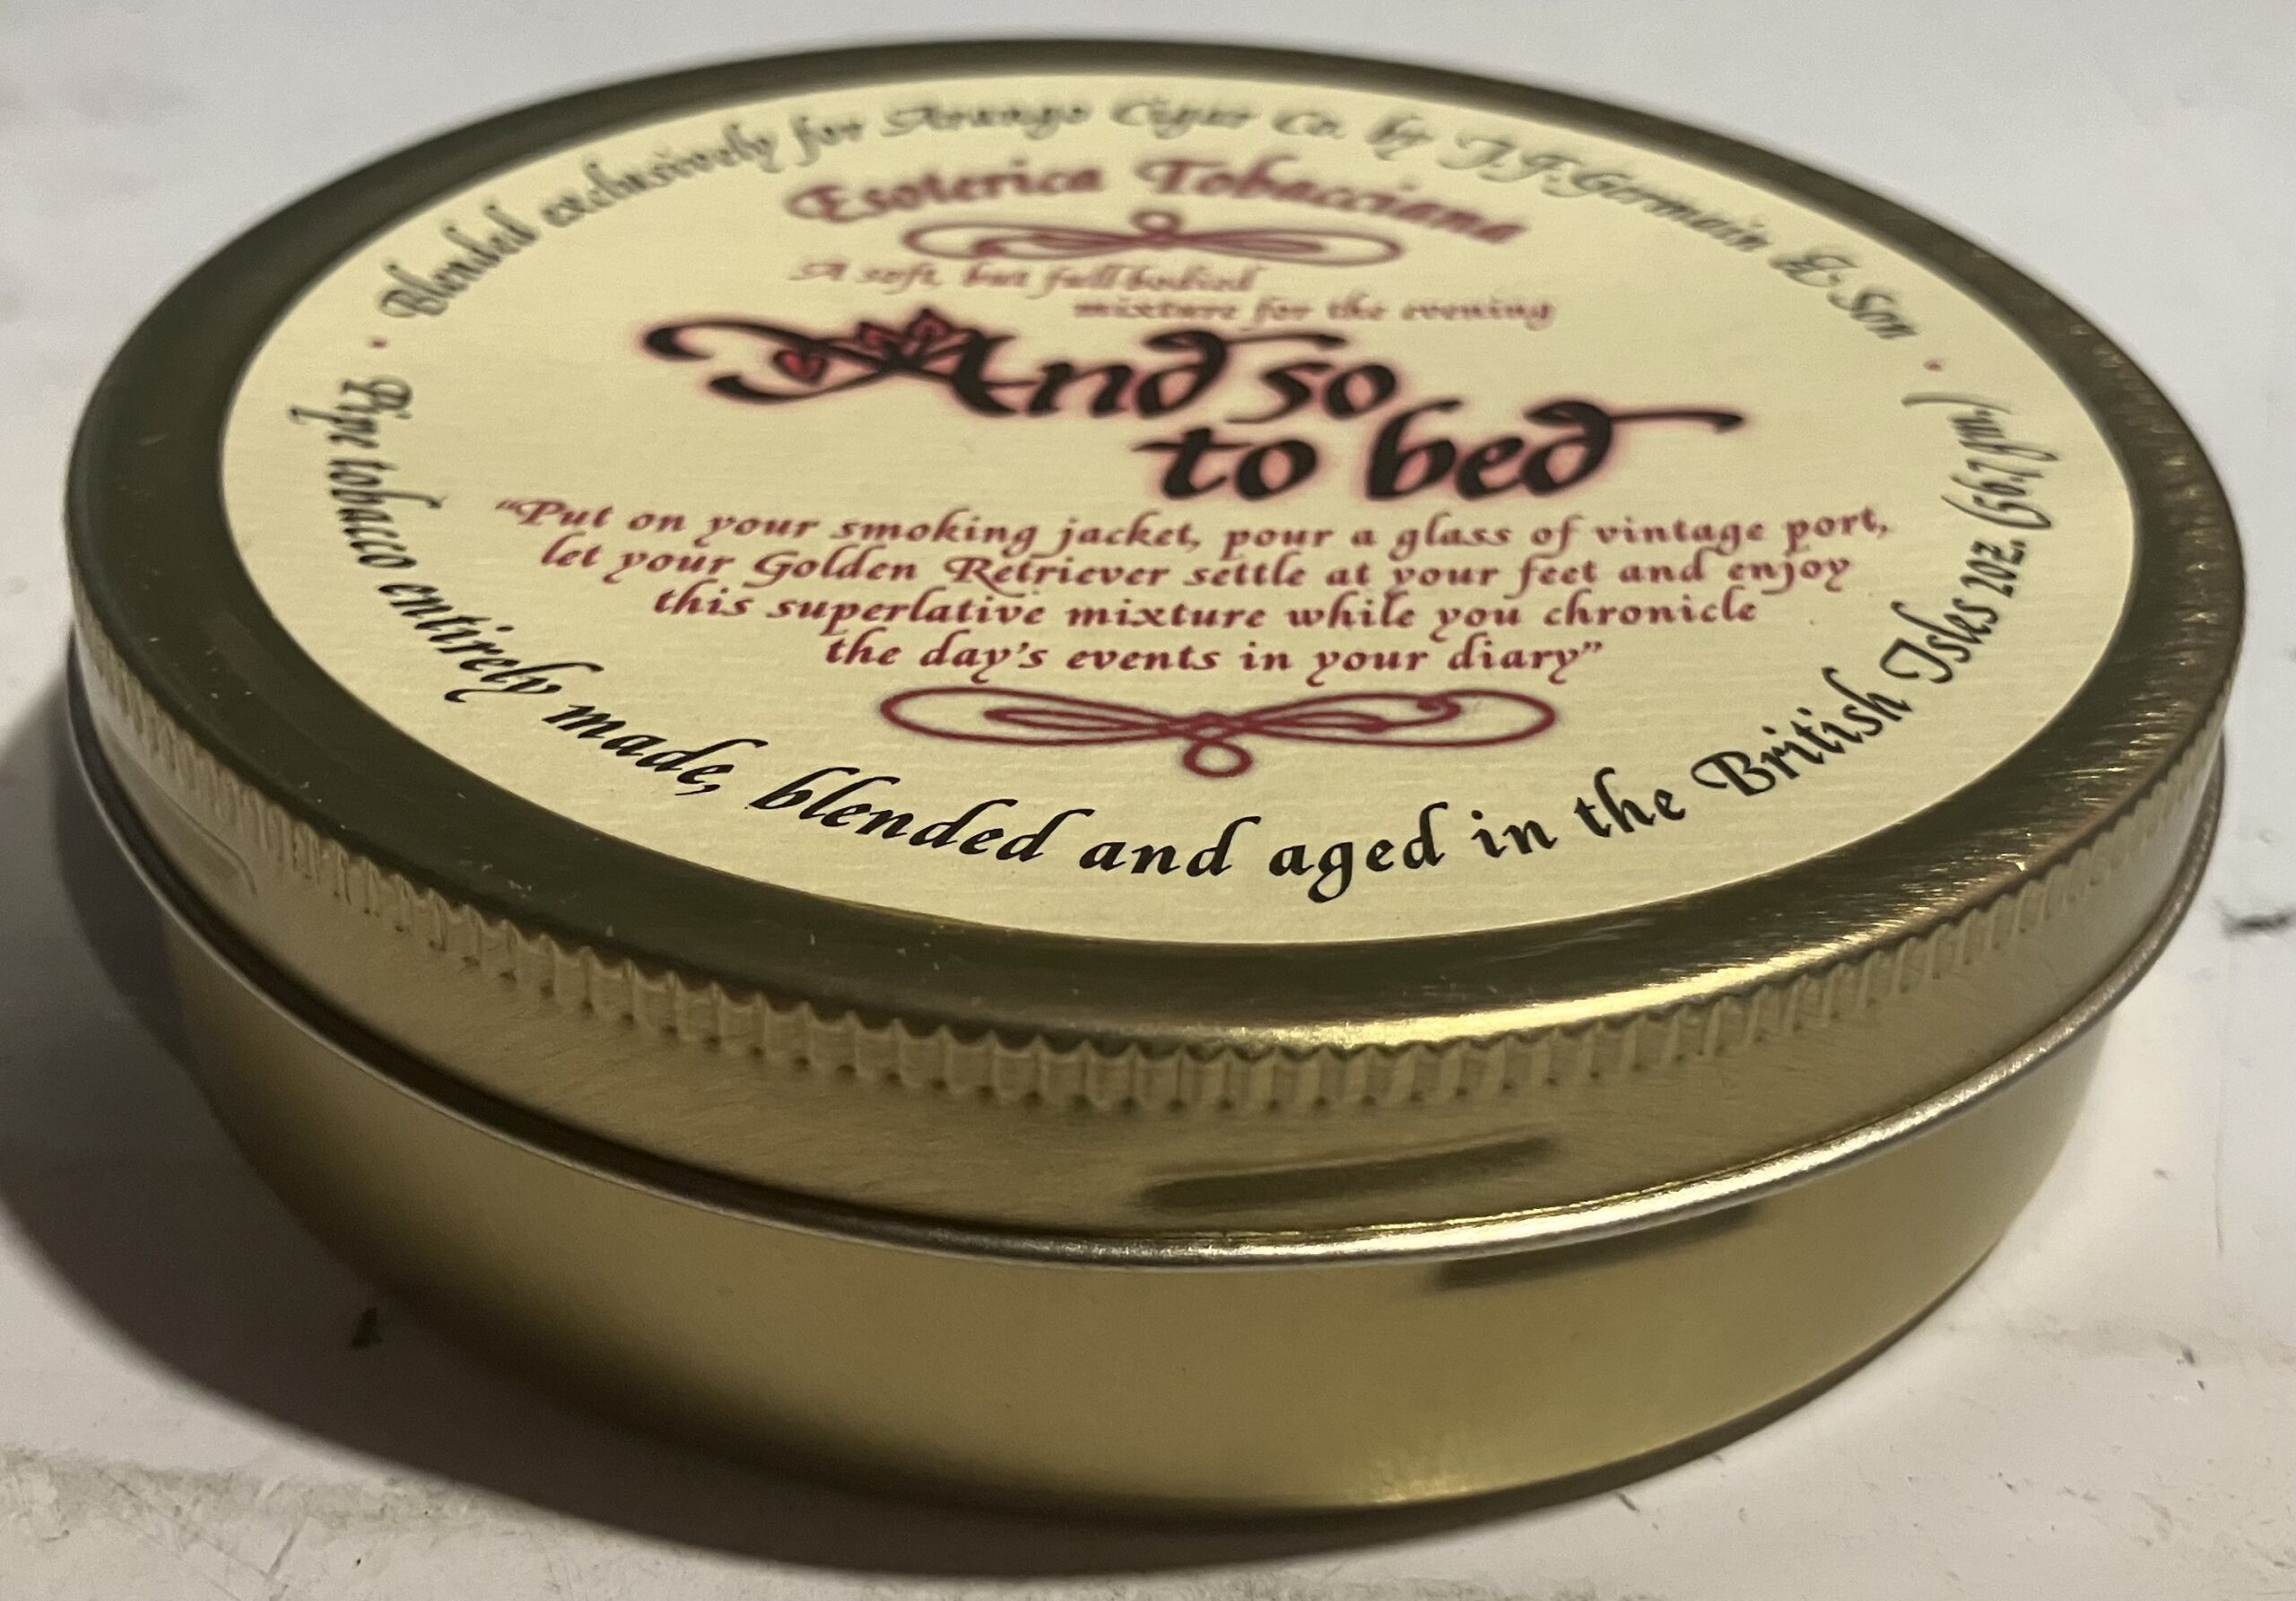 Blended exclusively for Arango Cigar Co. by J.F. Germain & Son
Esoterica Tobacciana
A soft, but full bodied
mixture for the evening
And so
to bed
“Put on your smoking jacket, pour a glass of vintage port,
let your Golden Retriever settle at your feet and enjoy
this superlative mixture while you chronicle
the day's events in your diary”
Pipe tobacco entirely made, blended and aged in the British Isles 2oz. (56.7gm)